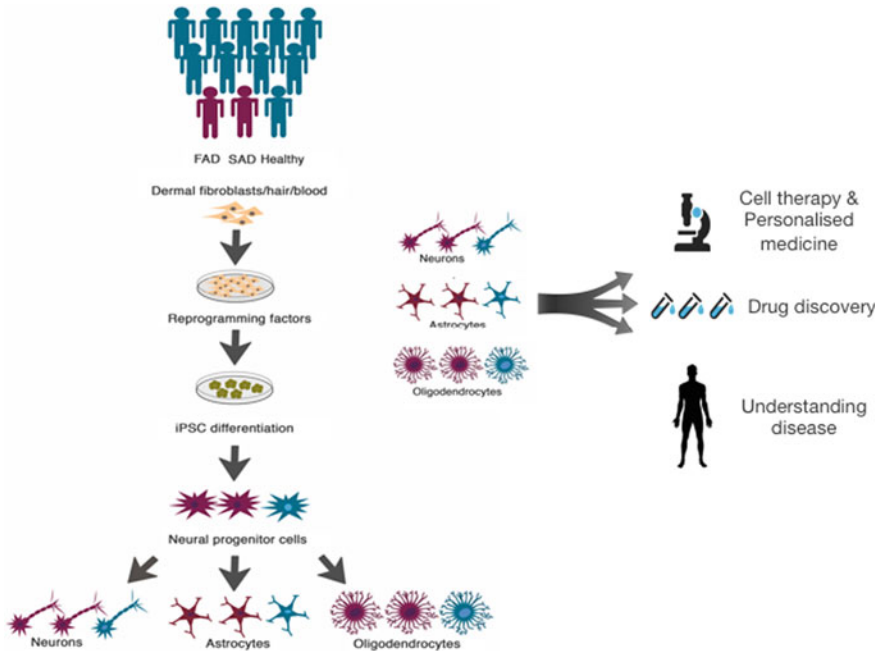 FAD SAD Healthy
Dermal fibroblasts/hair/blood
Reprogramming factors
iPSC differentiation
Neural progenitor cells
Neurons
Astrocytes
Oligodendrocytes
Neurons
Astrocytes
Oligodendrocytes
Cell therapy &
Personalised
medicine
Drug discovery
Understanding
disease